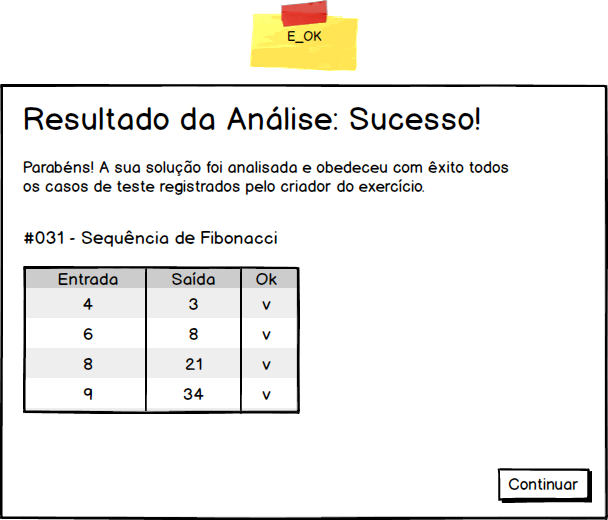 E_OK
Resultado da Análise: Sucesso!
Parabéns! A sua solução foi analisada e obedeceu com êxito todos
os casos de teste registrados pelo criador do exercício.
#031 - Sequência de Fibonacci
Entrada Saída Ok
4 3 v
6 8 v
8 21 v
9 34 v
Continuar